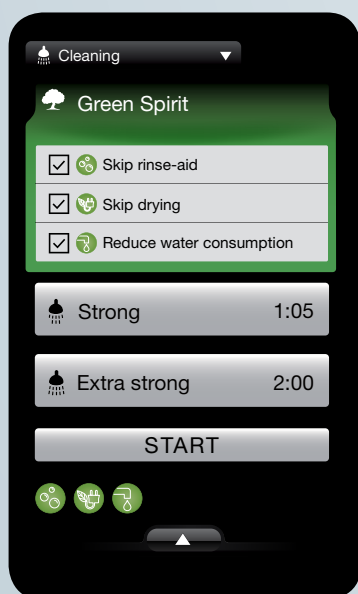 Cleaning
Green Spirit
Skip rinse-aid
Skip drying
Reduce water consumption
Strong 1:05
Extra strong 2:00
START